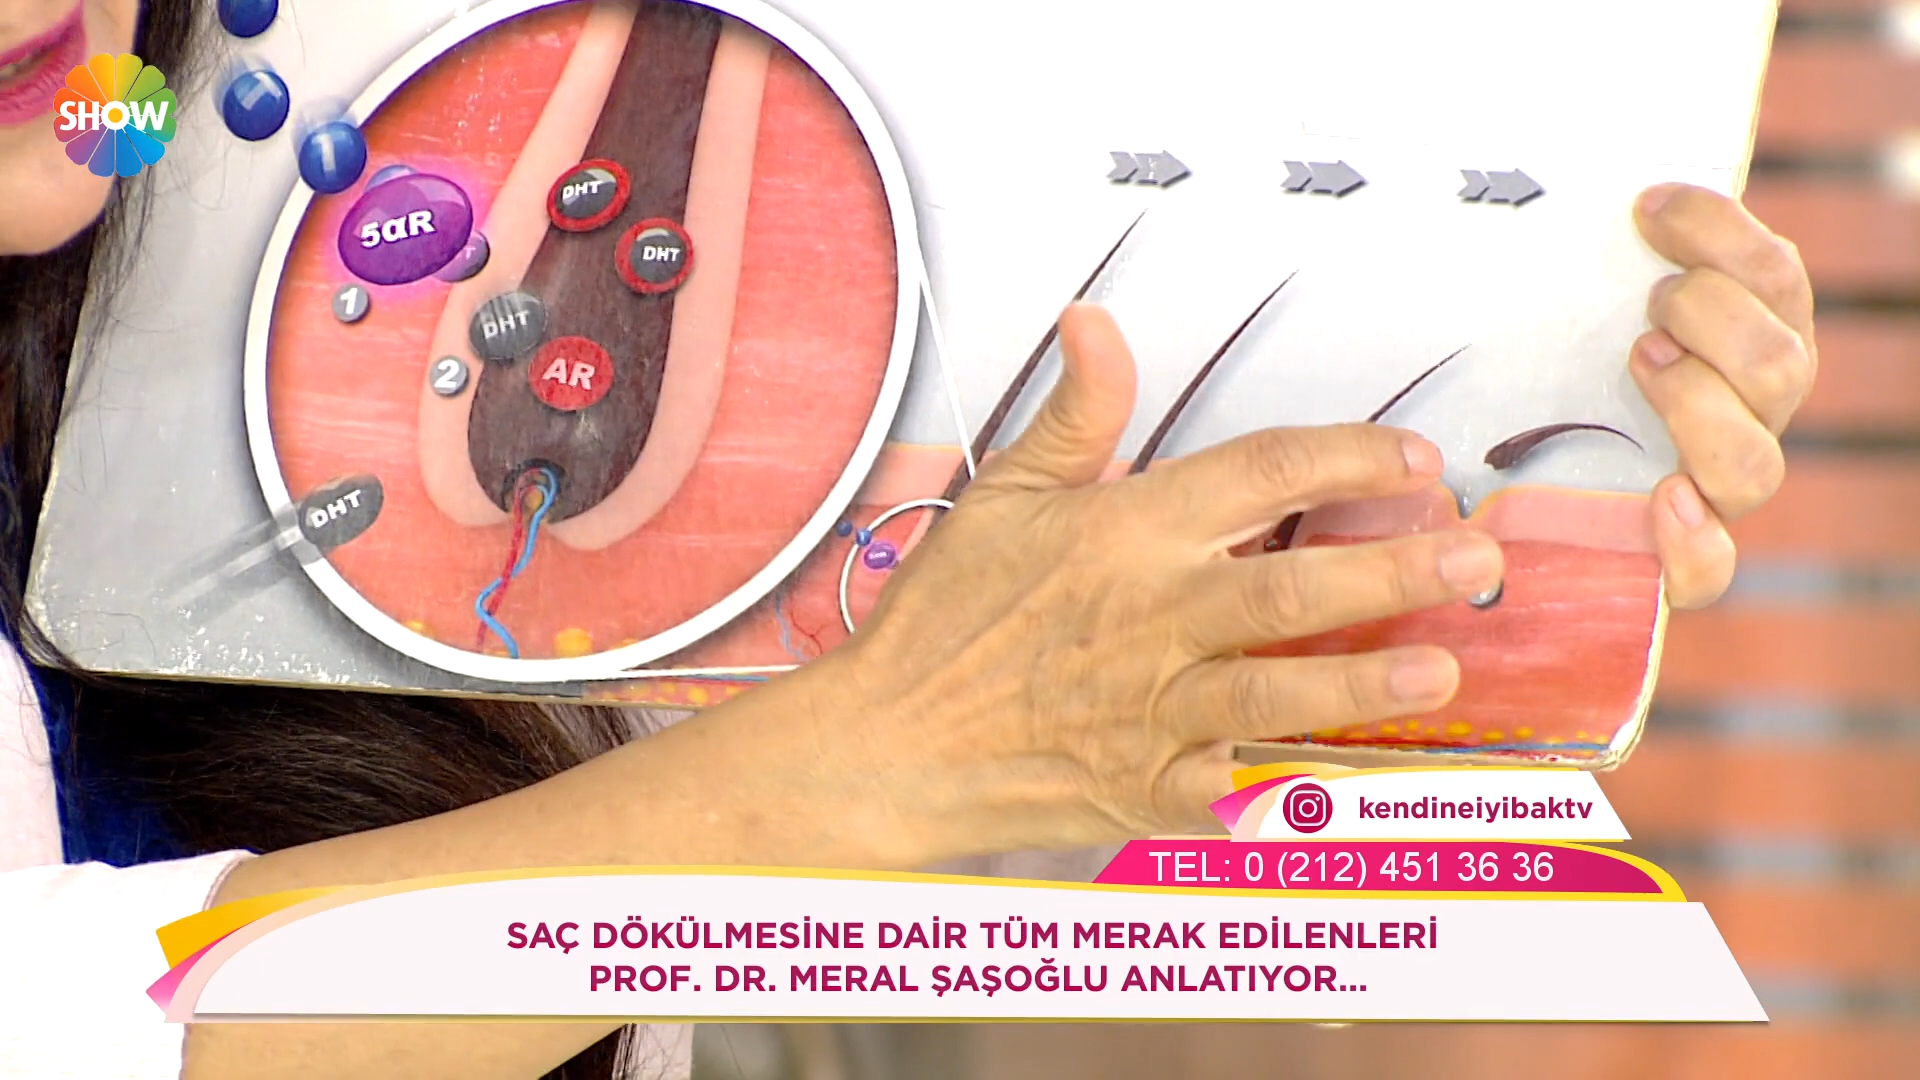 SHOW
5αR
1
DHT
DHT
DHT
2
AR
DHT
kendineiyibaktv
TEL: 0 (212) 451 36 36
SAÇ DÖKÜLMESİNE DAİR TÜM MERAK EDİLENLERİ
PROF. DR. MERAL ŞAŞOĞLU ANLATIYOR...